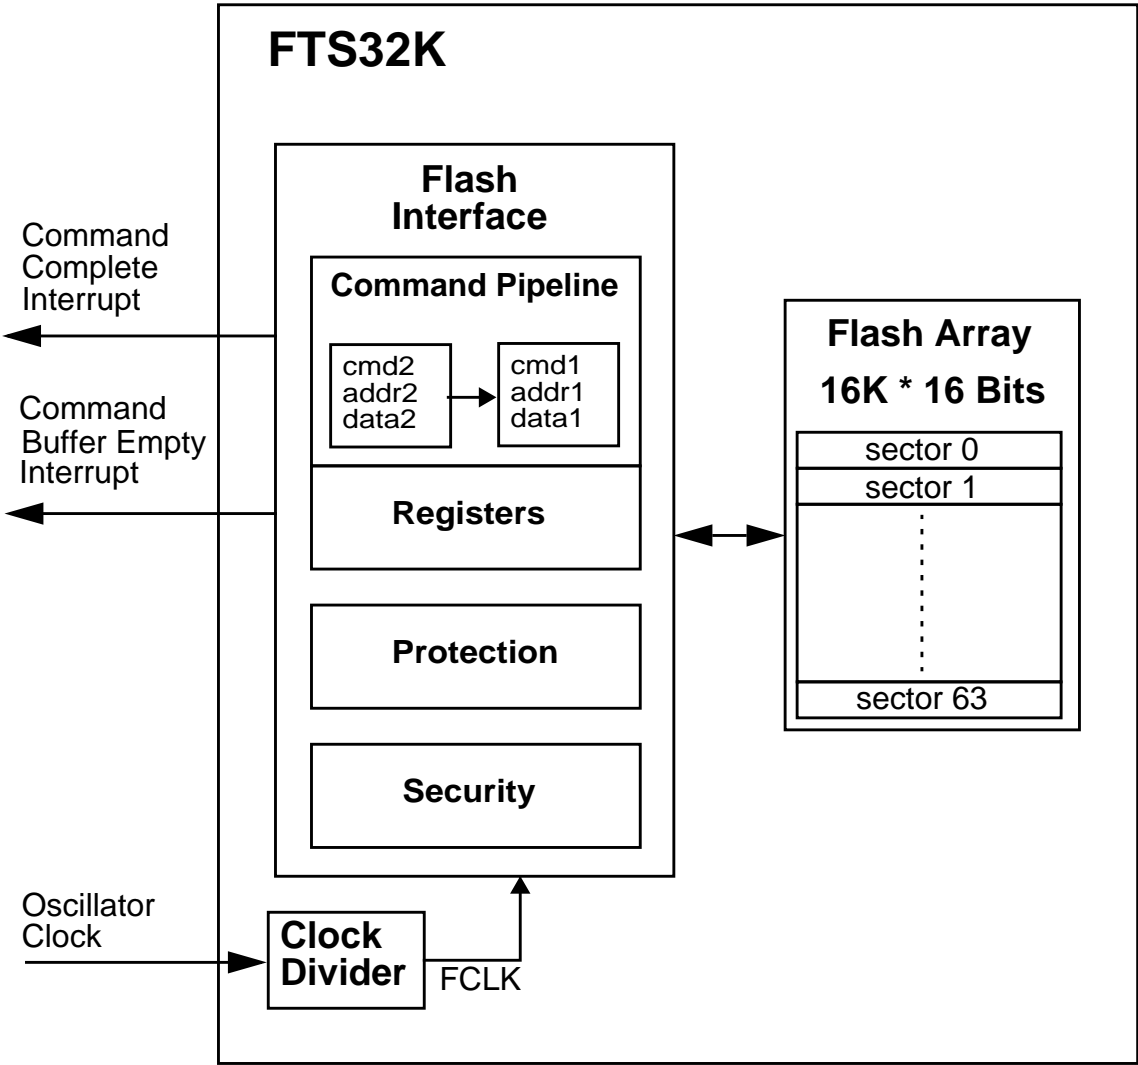 FTS32K
Flash
Interface
Command
Complete
Interrupt
Command Pipeline
cmd2
addr2
data2
cmd1
addr1
data1
Command
Buffer Empty
Interrupt
Registers
Protection
Security
Flash Array
16K * 16 Bits
sector 0
sector 1
sector 63
Oscillator
Clock
Clock
Divider
FCLK